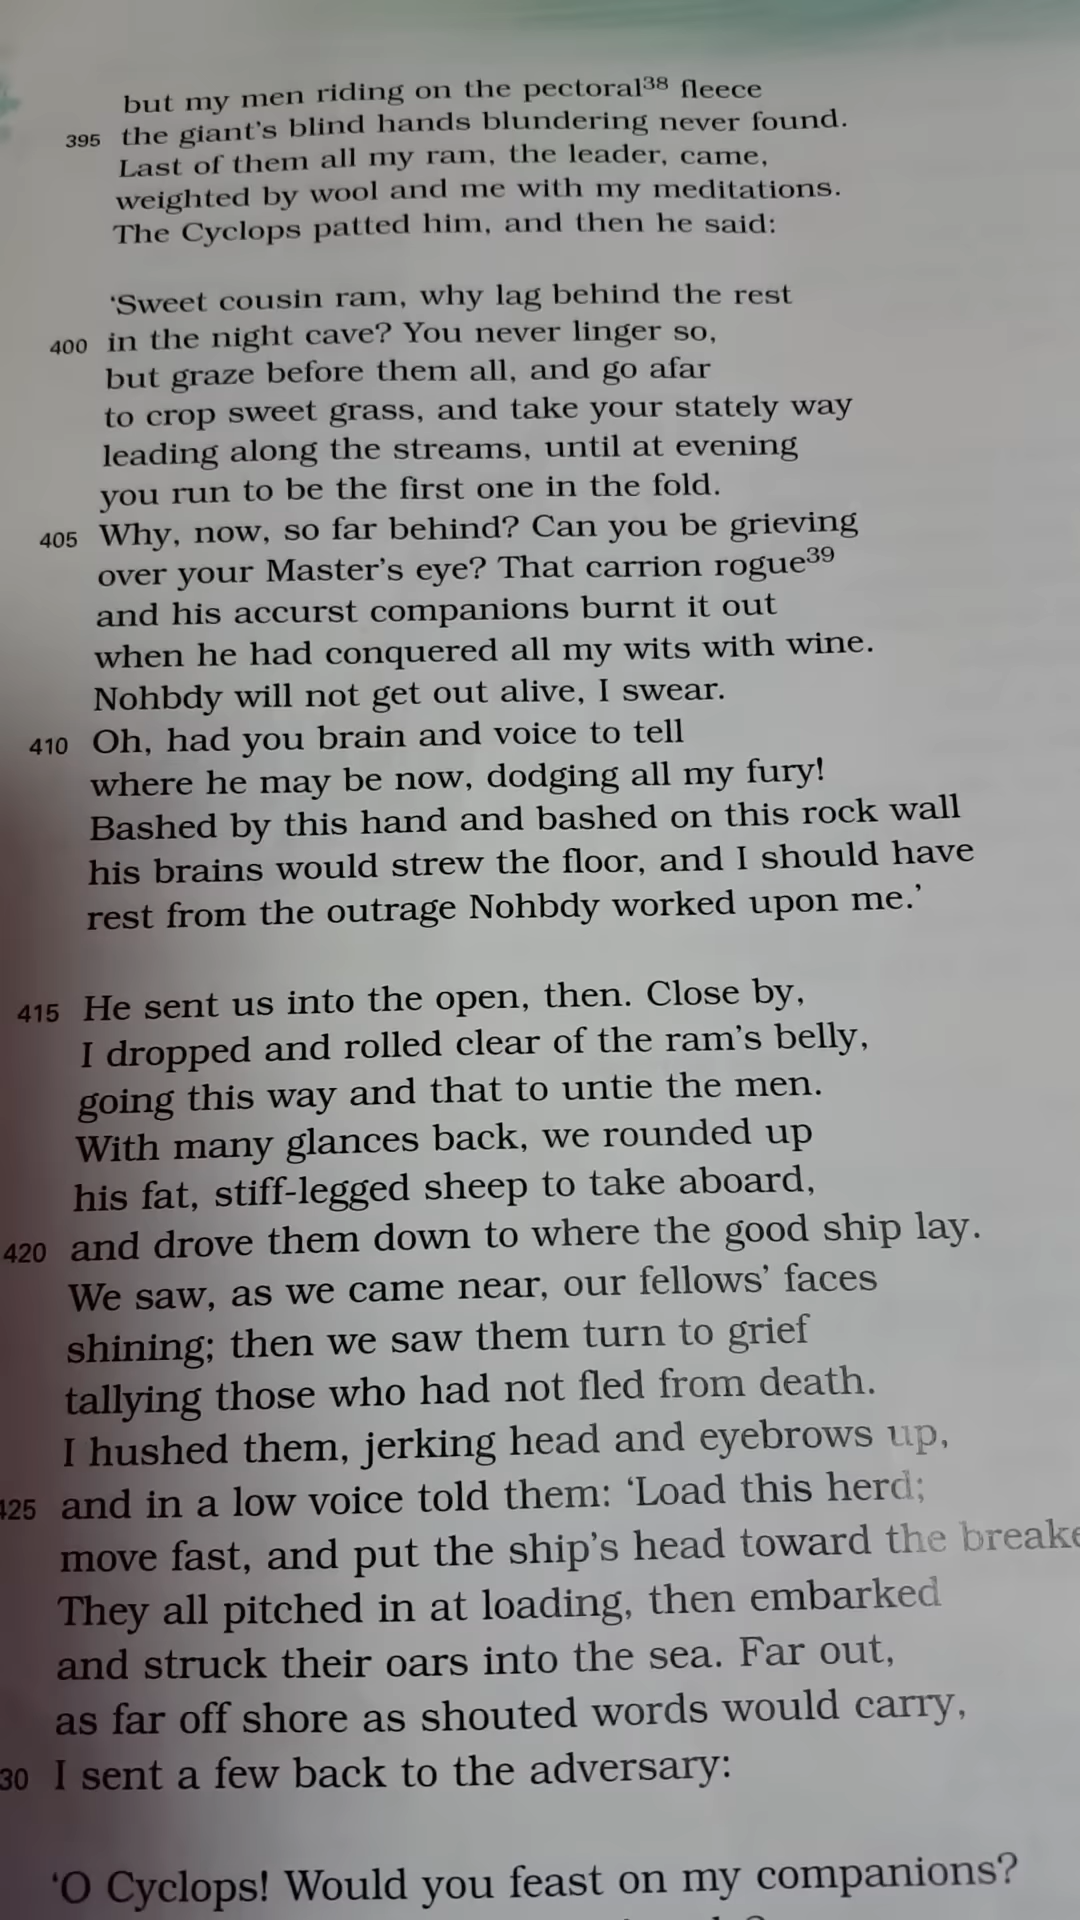 but my men riding on the pectoral38 fleece
395 the giant's blind hands blundering never found.
Last of them all my ram, the leader, came,
weighted by wool and me with my meditations.
The Cyclops patted him, and then he said:
‘Sweet cousin ram, why lag behind the rest
400 in the night cave? You never linger so,
but graze before them all, and go afar
to crop sweet grass, and take your stately way
leading along the streams, until at evening
you run to be the first one in the fold.
405 Why, now, so far behind? Can you be grieving
over your Master's eye? That carrion rogue39
and his accurst companions burnt it out
when he had conquered all my wits with wine.
Nohbdy will not get out alive, I swear.
410 Oh, had you brain and voice to tell
where he may be now, dodging all my fury!
Bashed by this hand and bashed on this rock wall
his brains would strew the floor, and I should have
rest from the outrage Nohbdy worked upon me.’
415 He sent us into the open, then. Close by,
I dropped and rolled clear of the ram's belly,
going this way and that to untie the men.
With many glances back, we rounded up
his fat, stiff-legged sheep to take aboard,
420 and drove them down to where the good ship lay.
We saw, as we came near, our fellows’ faces
shining; then we saw them turn to grief
tallying those who had not fled from death.
I hushed them, jerking head and eyebrows up,
425 and in a low voice told them: ‘Load this herd;
move fast, and put the ship's head toward the breake
They all pitched in at loading, then embarked
and struck their oars into the sea. Far out,
as far off shore as shouted words would carry,
30 I sent a few back to the adversary:
‘O Cyclops! Would you feast on my companions?